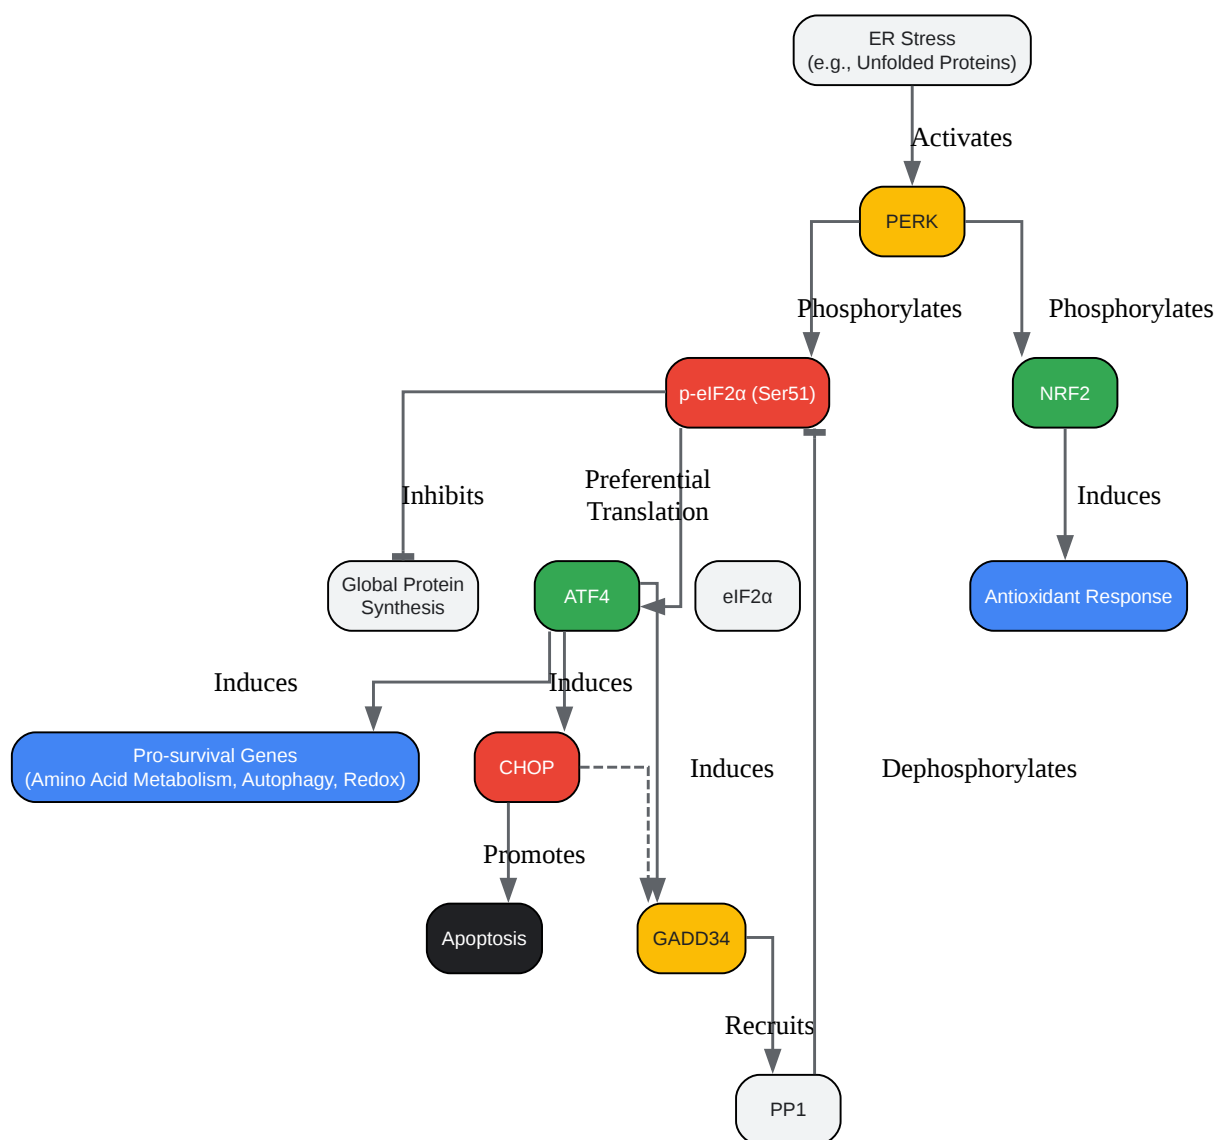 ER Stress
(e.g., Unfolded Proteins)
Activates
PERK
Phosphorylates
Phosphorylates
p-eIF2α (Ser51)
NRF2
Inhibits
Preferential
Translation
Induces
Global Protein
Synthesis
ATF4
eIF2α
Antioxidant Response
Induces
Induces
Pro-survival Genes
(Amino Acid Metabolism, Autophagy, Redox)
CHOP
Induces
Dephosphorylates
Promotes
Apoptosis
GADD34
Recruits
PP1